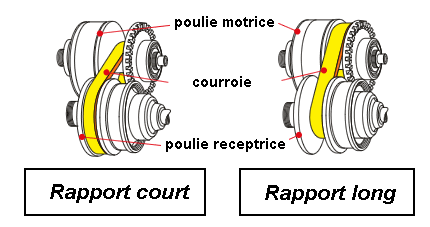 poulie motrice
courroie
poulie receptrice
Rapport court
Rapport long